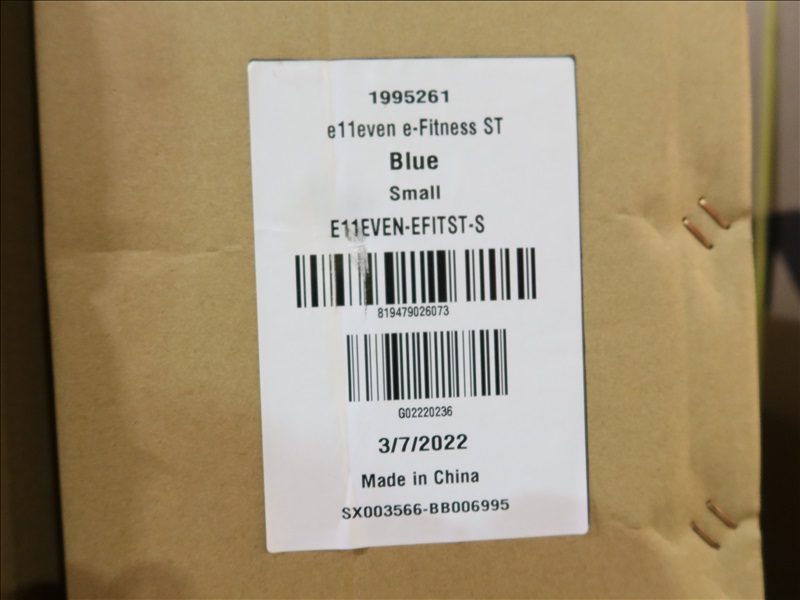 1995261
e11even e-Fitness ST
Blue
Small
E11EVEN-EFITST-S
819479026073
G02220236
3/7/2022
Made in China
SX003566-BB006995